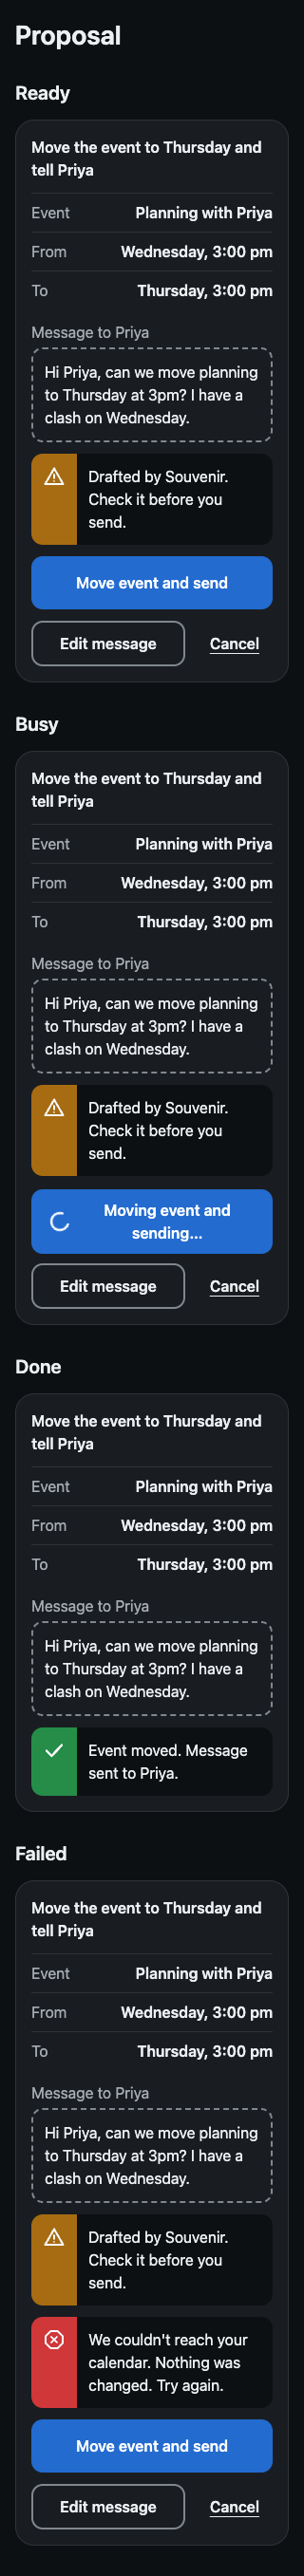 Proposal
Ready
Move the event to Thursday and
tell Priya
Event Planning with Priya
From Wednesday, 3:00 pm
To Thursday, 3:00 pm
Message to Priya
Hi Priya, can we move planning
to Thursday at 3pm? I have a
clash on Wednesday.
Drafted by Souvenir.
Check it before you
send.
Move event and send
Edit message Cancel
Busy
Move the event to Thursday and
tell Priya
Event Planning with Priya
From Wednesday, 3:00 pm
To Thursday, 3:00 pm
Message to Priya
Hi Priya, can we move planning
to Thursday at 3pm? I have a
clash on Wednesday.
Drafted by Souvenir.
Check it before you
send.
Moving event and
sending...
Edit message Cancel
Done
Move the event to Thursday and
tell Priya
Event Planning with Priya
From Wednesday, 3:00 pm
To Thursday, 3:00 pm
Message to Priya
Hi Priya, can we move planning
to Thursday at 3pm? I have a
clash on Wednesday.
Event moved. Message
sent to Priya.
Failed
Move the event to Thursday and
tell Priya
Event Planning with Priya
From Wednesday, 3:00 pm
To Thursday, 3:00 pm
Message to Priya
Hi Priya, can we move planning
to Thursday at 3pm? I have a
clash on Wednesday.
Drafted by Souvenir.
Check it before you
send.
We couldn't reach your
calendar. Nothing was
changed. Try again.
Move event and send
Edit message Cancel